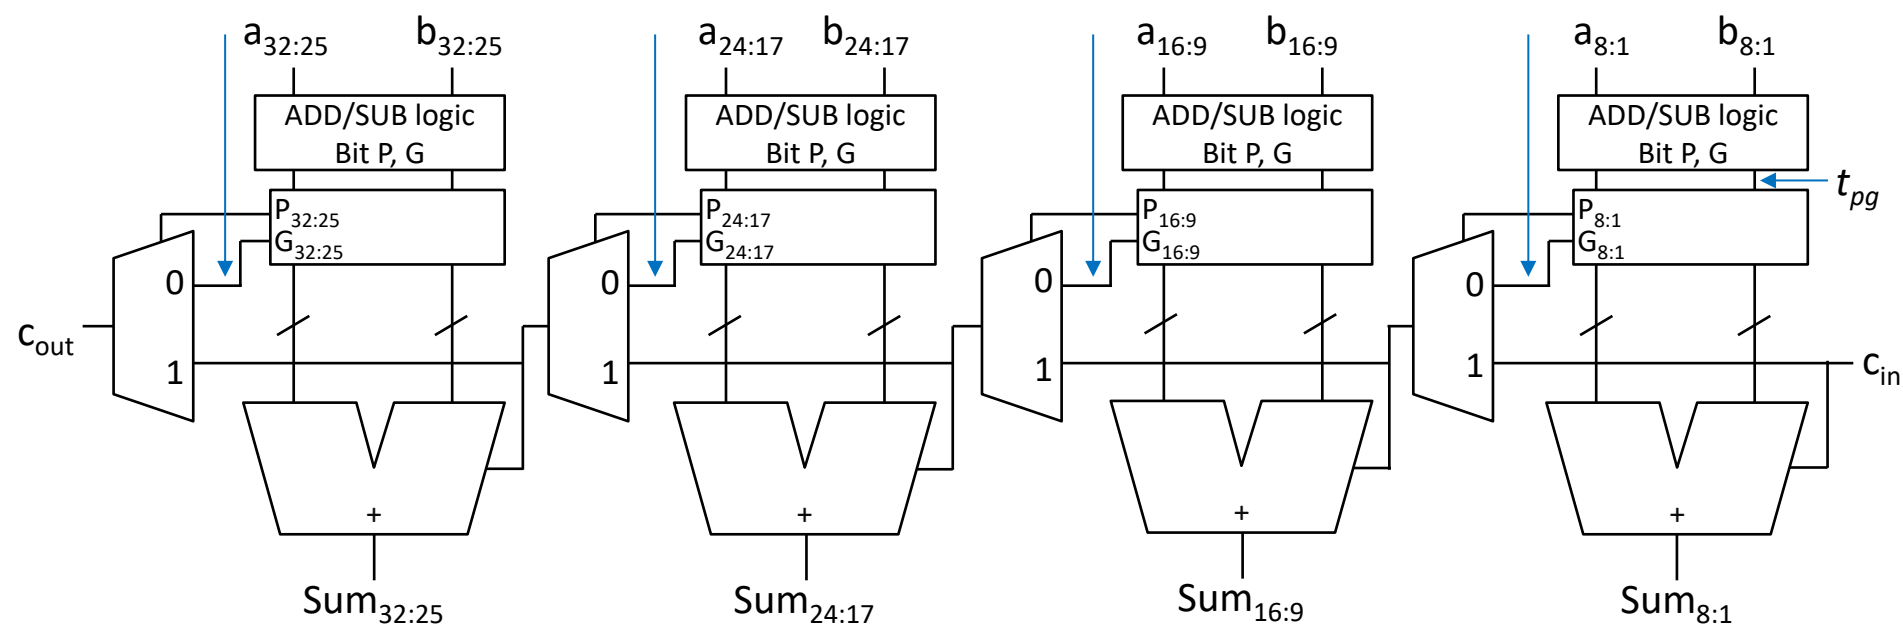 a32:25 b32:25 a24:17 b24:17 a16:9 b16:9 a8:1 b8:1
ADD/SUB logic ADD/SUB logic ADD/SUB logic ADD/SUB logic
Bit P, G Bit P, G Bit P, G Bit P, G
tpg
P32:25 P24:17 P16:9 P8:1
G32:25 G24:17 G16:9 G8:1
0 0 0 0
cout
1 1 1 1 cin
+ + + +
Sum32:25 Sum24:17 Sum16:9 Sum8:1